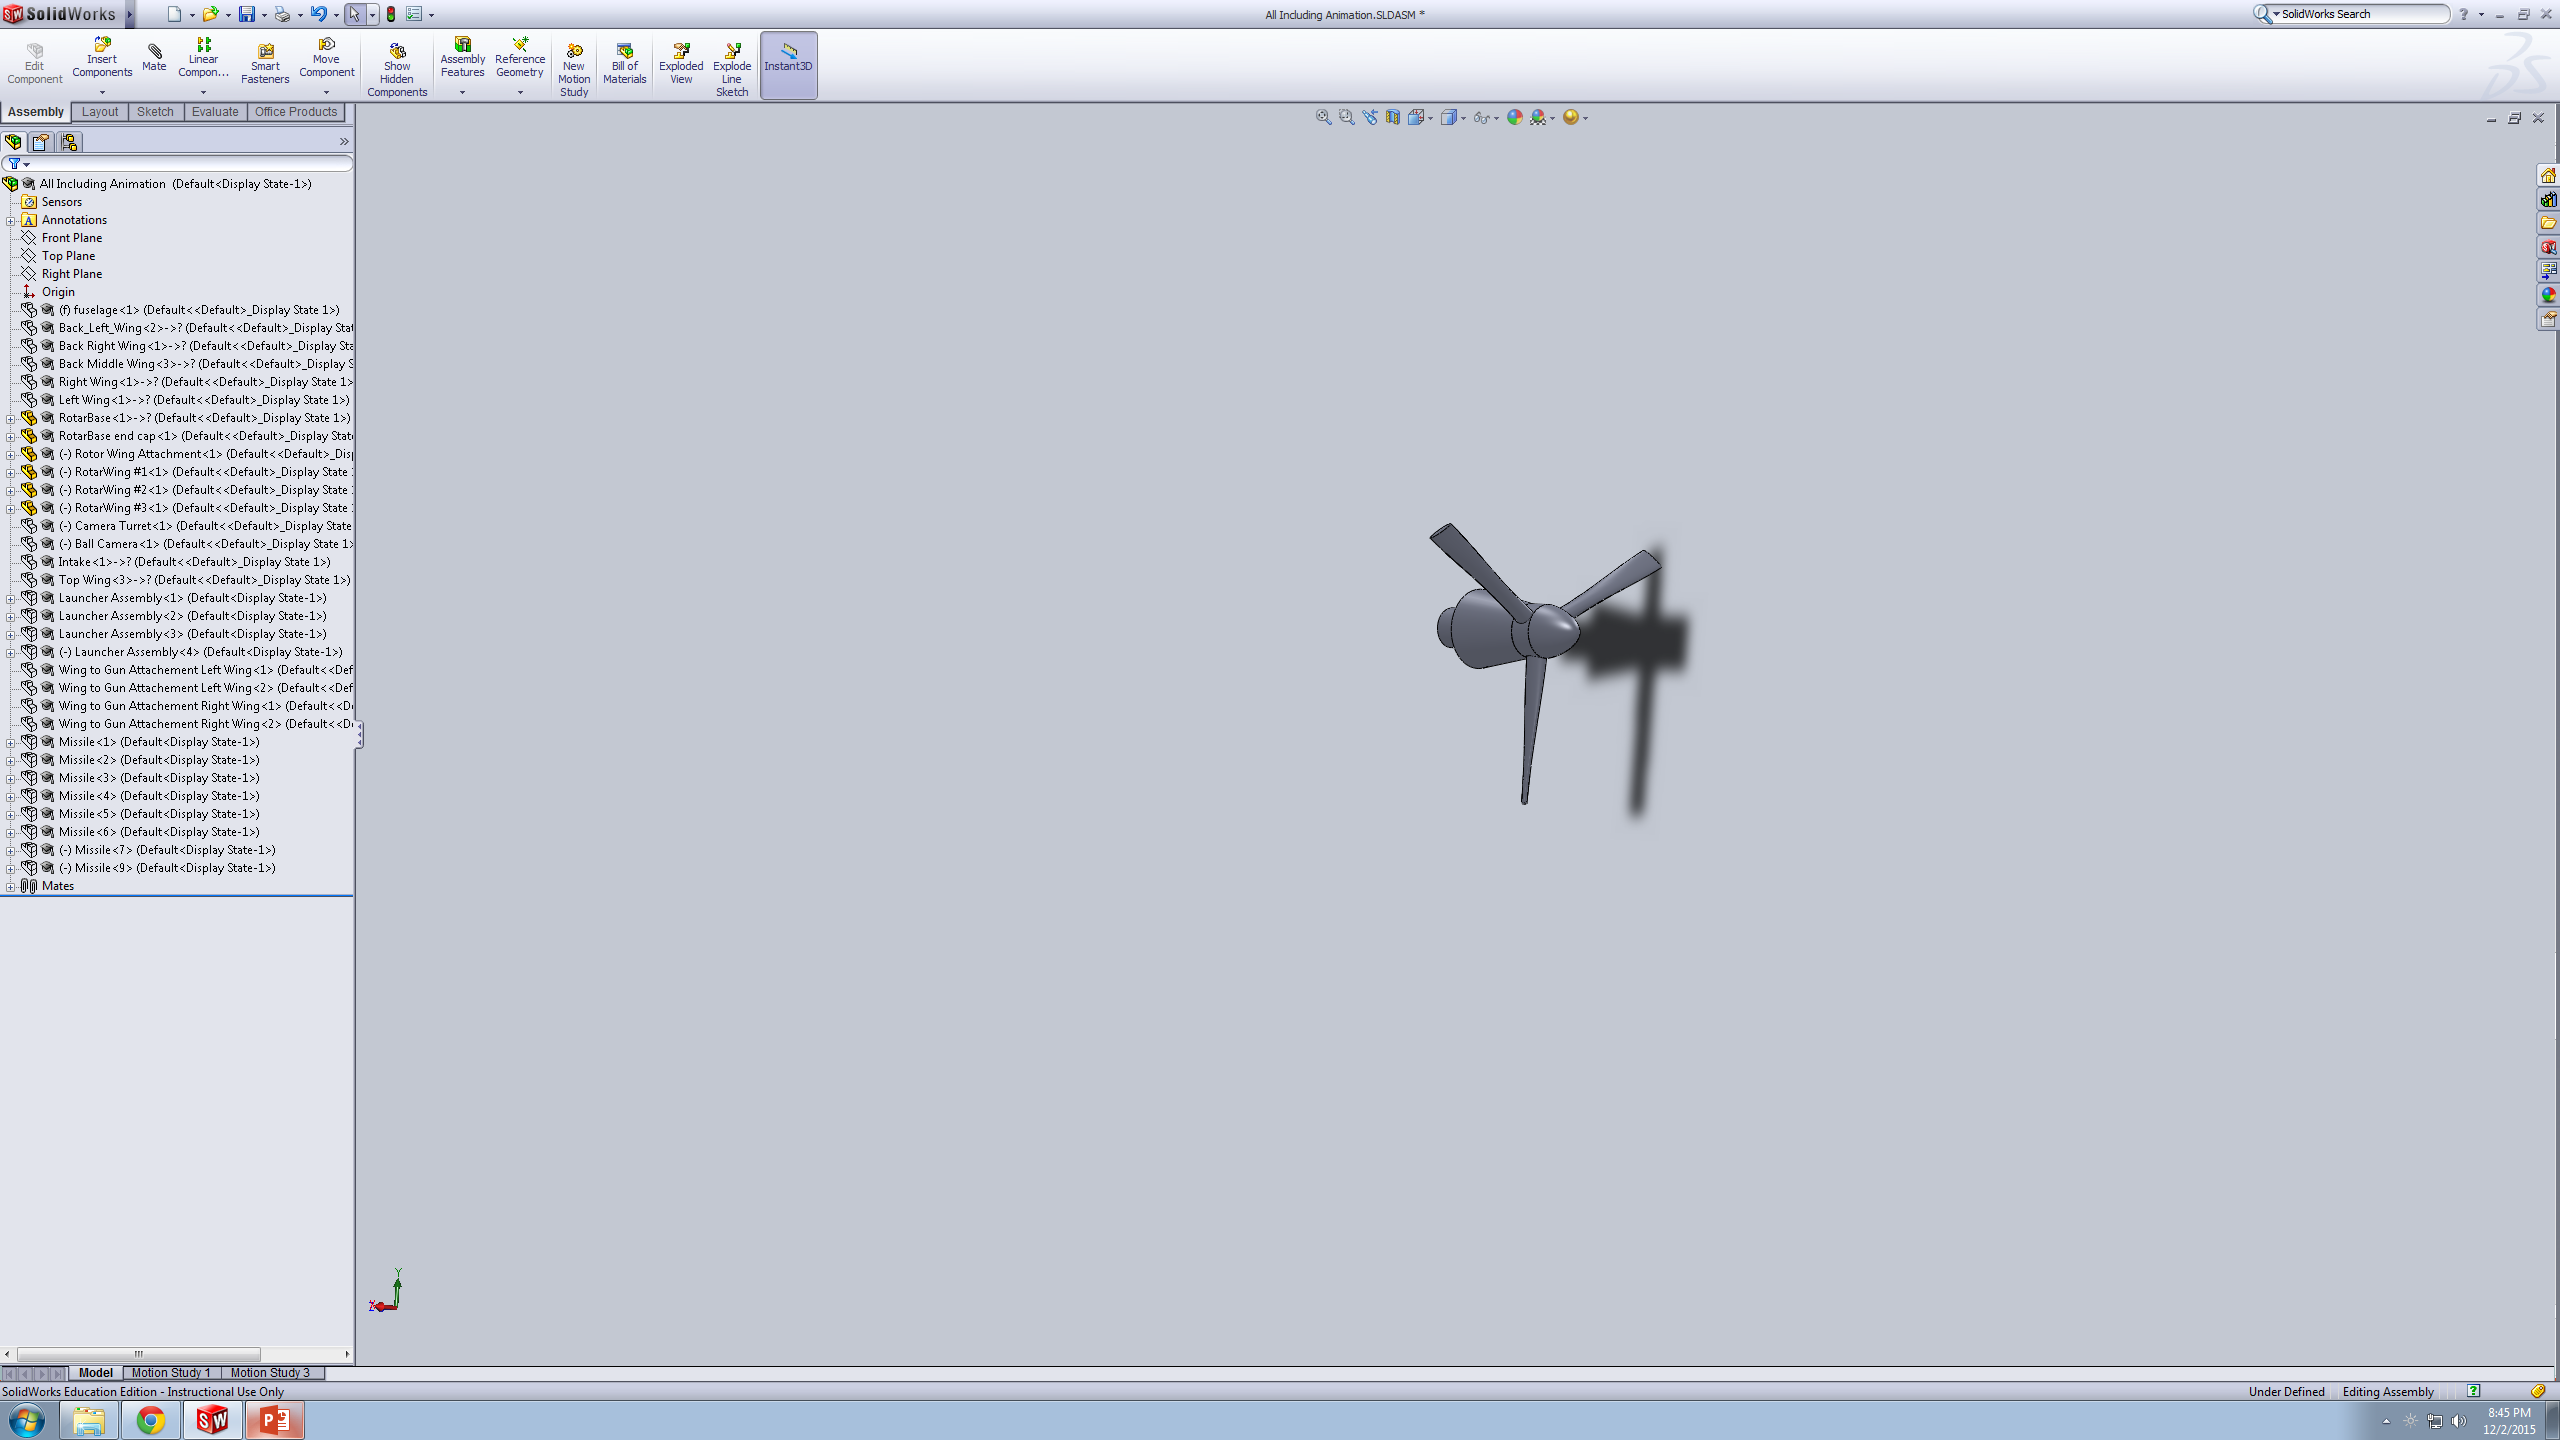 SolidWorks
All Including Animation.SLDASM *
SolidWorks Search
Edit Component
Insert Components
Mate
Linear Compon...
Smart Fasteners
Move Component
Show Hidden Components
Assembly Features
Reference Geometry
New Motion Study
Bill of Materials
Exploded View
Explode Line Sketch
Instant3D
Assembly Layout Sketch Evaluate Office Products
All Including Animation (Default<Display State-1>)
Sensors
Annotations
Front Plane
Top Plane
Right Plane
Origin
(f) fuselage<1> (Default<<Default>_Display State 1>)
Back_Left_Wing<2>->? (Default<<Default>_Display Stat
Back Right Wing<1>->? (Default<<Default>_Display Sta
Back Middle Wing<3>->? (Default<<Default>_Display S
Right Wing<1>->? (Default<<Default>_Display State 1>
Left Wing<1>->? (Default<<Default>_Display State 1>)
RotarBase<1>->? (Default<<Default>_Display State 1>)
RotarBase end cap<1> (Default<<Default>_Display Stat
(-) Rotor Wing Attachment<1> (Default<<Default>_Disp
(-) RotarWing #1<1> (Default<<Default>_Display State
(-) RotarWing #2<1> (Default<<Default>_Display State
(-) RotarWing #3<1> (Default<<Default>_Display State
(-) Camera Turret<1> (Default<<Default>_Display State
(-) Ball Camera<1> (Default<<Default>_Display State 1>
Intake<1>->? (Default<<Default>_Display State 1>)
Top Wing<3>->? (Default<<Default>_Display State 1>)
Launcher Assembly<1> (Default<Display State-1>)
Launcher Assembly<2> (Default<Display State-1>)
Launcher Assembly<3> (Default<Display State-1>)
(-) Launcher Assembly<4> (Default<Display State-1>)
Wing to Gun Attachement Left Wing<1> (Default<<Def
Wing to Gun Attachement Left Wing<2> (Default<<Def
Wing to Gun Attachement Right Wing<1> (Default<<D
Wing to Gun Attachement Right Wing<2> (Default<<D
Missile<1> (Default<Display State-1>)
Missile<2> (Default<Display State-1>)
Missile<3> (Default<Display State-1>)
Missile<4> (Default<Display State-1>)
Missile<5> (Default<Display State-1>)
Missile<6> (Default<Display State-1>)
(-) Missile<7> (Default<Display State-1>)
(-) Missile<9> (Default<Display State-1>)
Mates
Y
Z
Model Motion Study 1 Motion Study 3
SolidWorks Education Edition - Instructional Use Only
Under Defined Editing Assembly
8:45 PM
12/2/2015